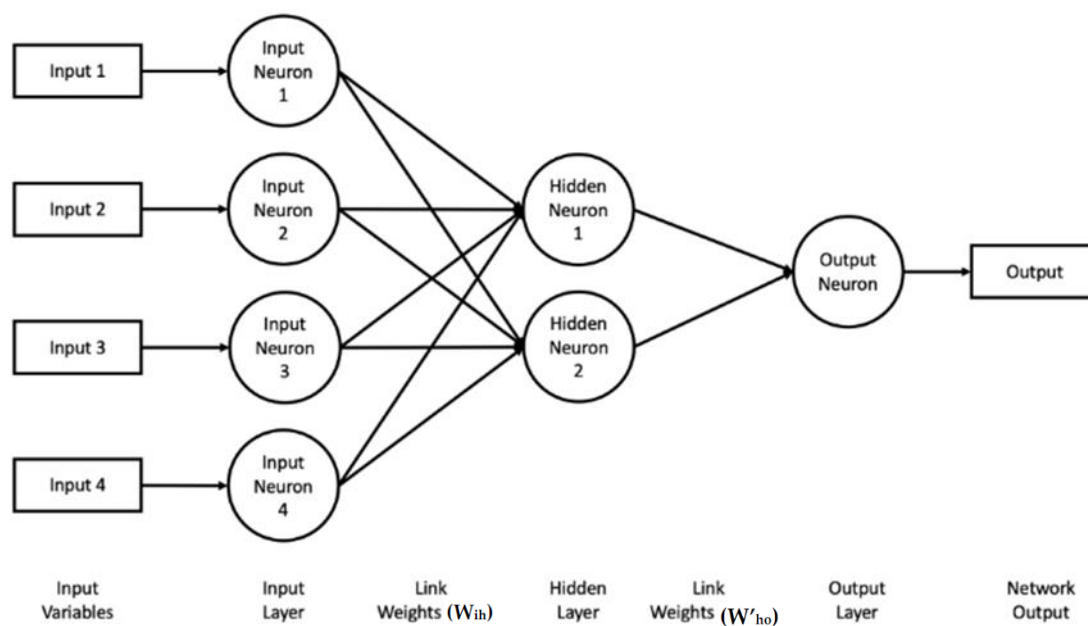 Input 1
Input
Neuron
1
Input 2
Input
Neuron
2
Hidden
Neuron
1
Output
Neuron
Output
Input 3
Input
Neuron
3
Hidden
Neuron
2
Input 4
Input
Neuron
4
Input
Variables
Input
Layer
Link
Weights (Wih)
Hidden
Layer
Link
Weights (W'ho)
Output
Layer
Network
Output